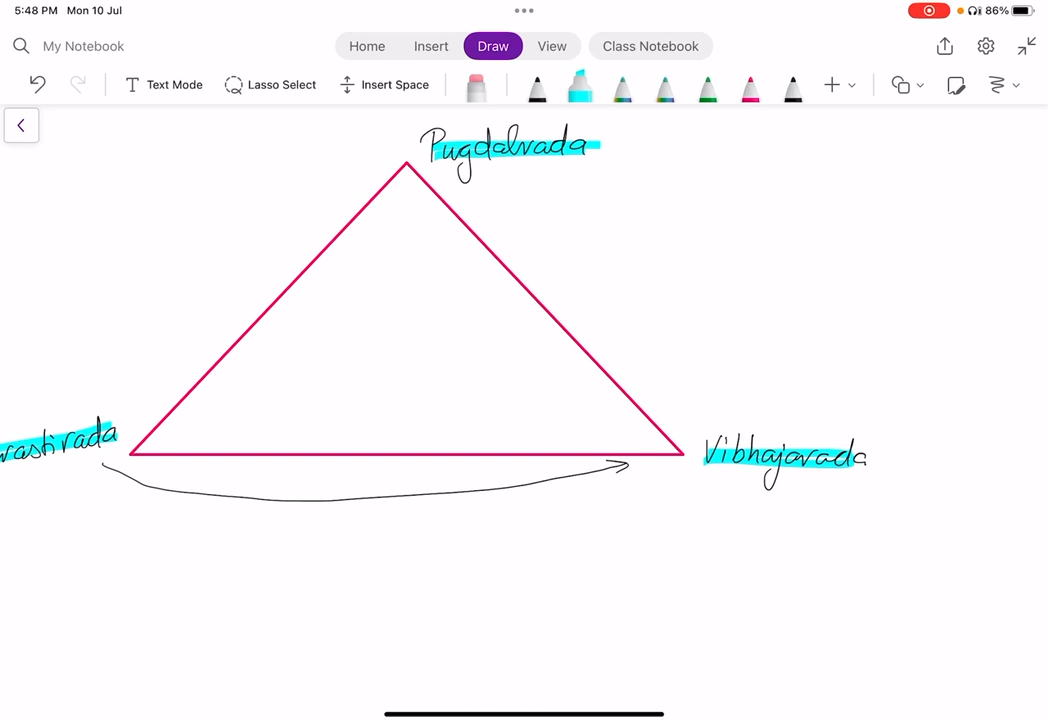 5:48 PM Mon 10 Jul
86%
My Notebook
Home Insert Draw View Class Notebook
Text Mode Lasso Select Insert Space
Pugdalvada
Vibhajavada